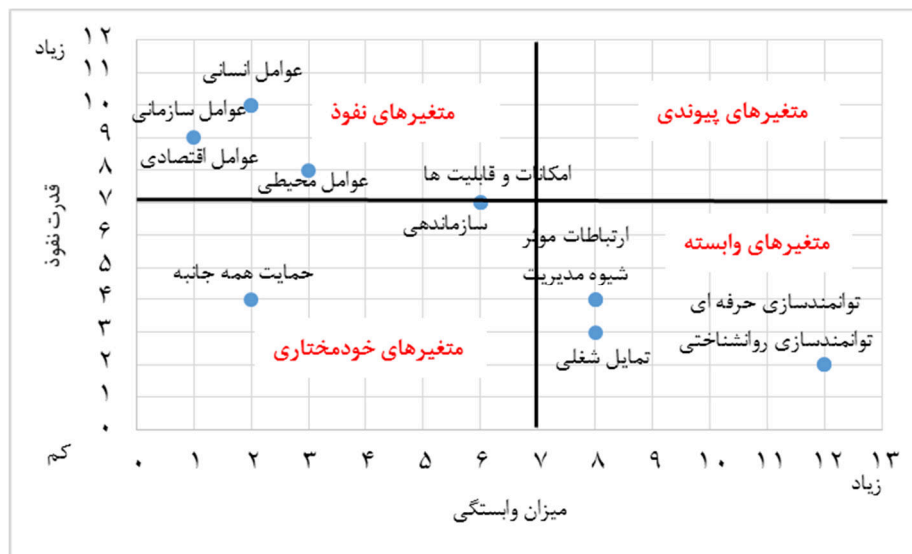 زیاد
۱۲
۱۱
۱۰
۹
۸
۷
۶
۵
۴
۳
۲
۱
۰
کم
قدرت نفوذ
عوامل انسانی
عوامل سازمانی
عوامل اقتصادی
عوامل محیطی
متغیرهای نفوذ
متغیرهای پیوندی
امکانات و قابلیت ها
سازماندهی
ارتباطات موثر
شیوه مدیریت
تمایل شغلی
متغیرهای وابسته
توانمندسازی حرفه ای
توانمندسازی روانشناختی
حمایت همه جانبه
متغیرهای خودمختاری
۰ ۱ ۲ ۳ ۴ ۵ ۶ ۷ ۸ ۹ ۱۰ ۱۱ ۱۲ ۱۳
زیاد
میزان وابستگی